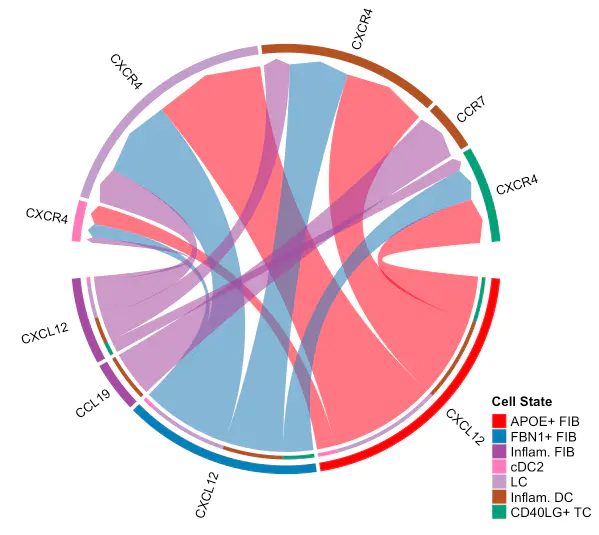 CXCR4
CXCR4
CCR7
CXCR4
CXCR4
CXCL12
CCL19
CXCL12
CXCL12
Cell State
APOE+ FIB
FBN1+ FIB
Inflam. FIB
cDC2
LC
Inflam. DC
CD40LG+ TC